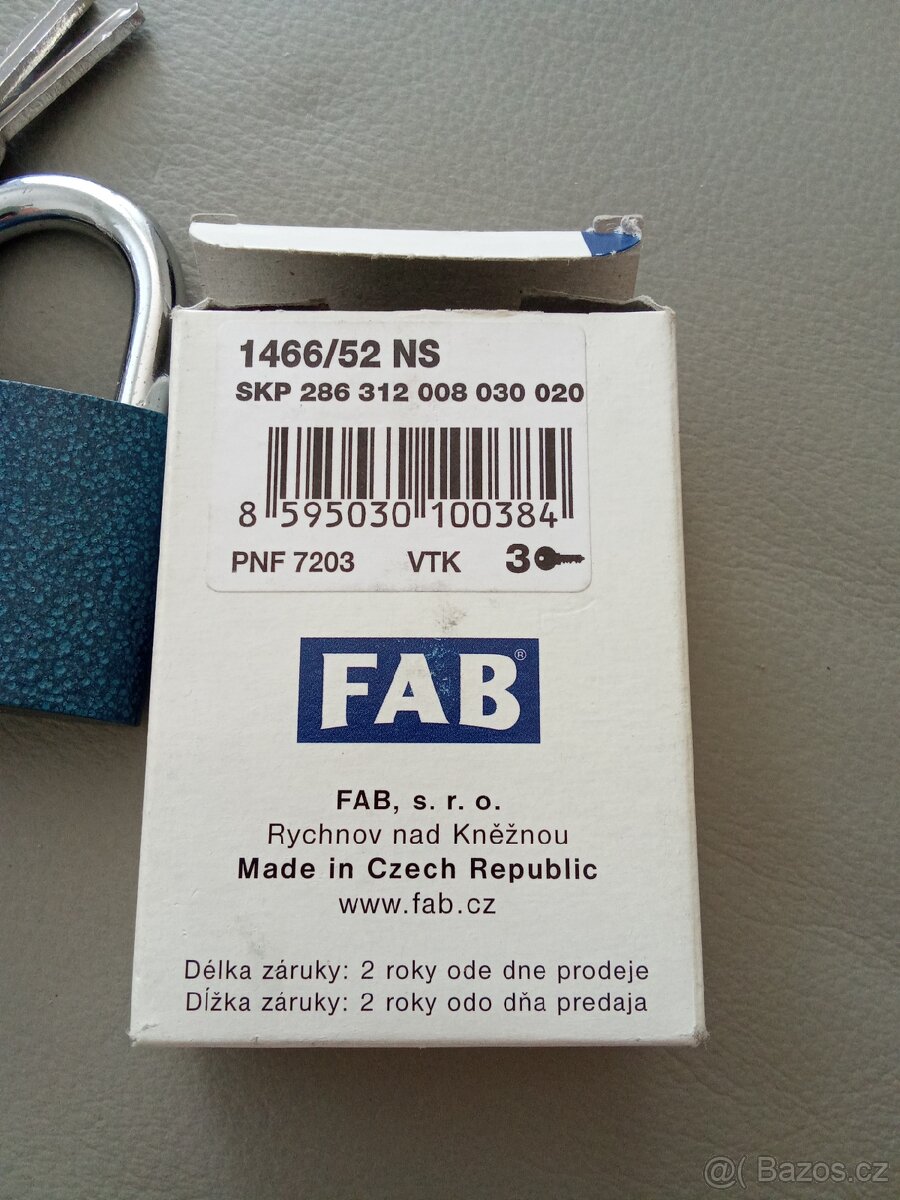 1466/52 NS
SKP 286 312 008 030 020
8 595030 100384
PNF 7203 VTK 3
FAB®
FAB, s. r. o.
Rychnov nad Kněžnou
Made in Czech Republic
www.fab.cz
Délka záruky: 2 roky ode dne prodeje
Dĺžka záruky: 2 roky odo dňa predaja
@( Bazos.cz